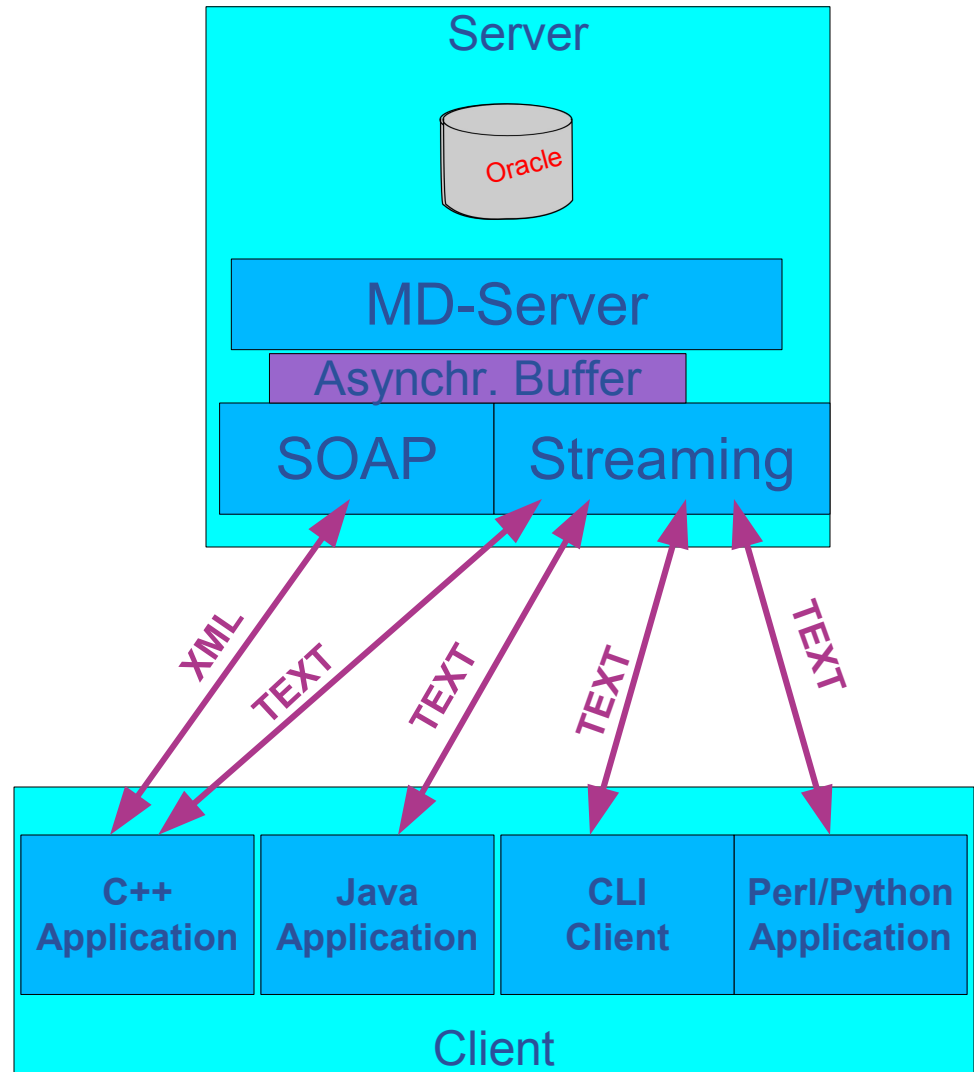 Server
Oracle
MD-Server
Asynchr. Buffer
SOAP
Streaming
XML
TEXT
TEXT
TEXT
TEXT
C++
Application
Java
Application
CLI
Client
Perl/Python
Application
Client